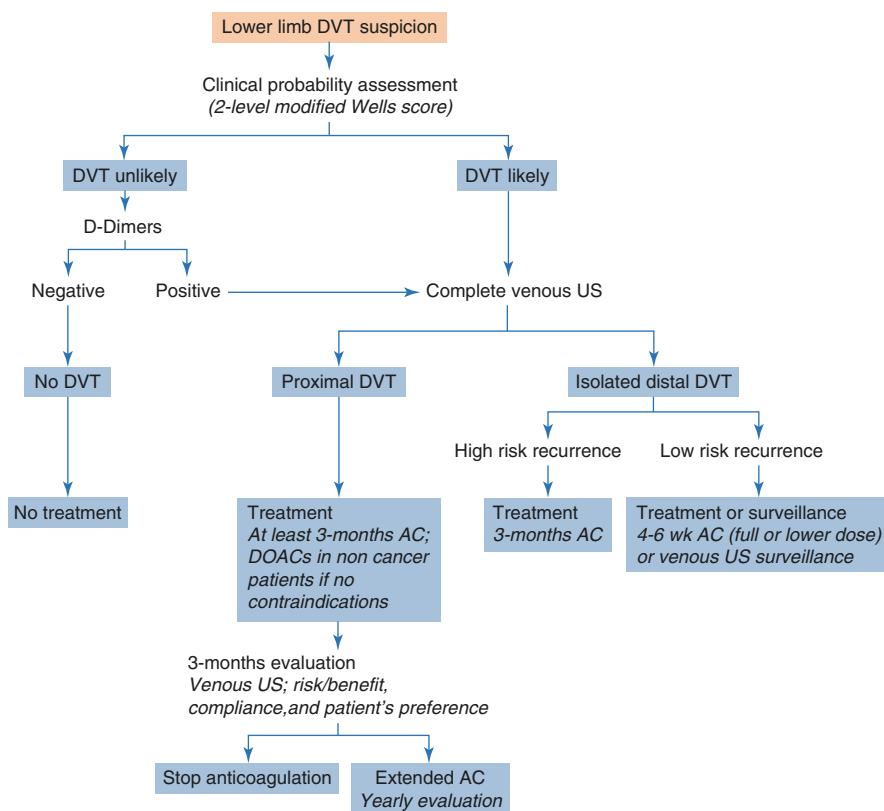 Lower limb DVT suspicion
Clinical probability assessment
(2-level modified Wells score)
DVT unlikely
DVT likely
D-Dimers
Negative
Positive
Complete venous US
No DVT
Proximal DVT
Isolated distal DVT
High risk recurrence
Low risk recurrence
No treatment
Treatment
At least 3-months AC;
DOACs in non cancer
patients if no
contraindications
Treatment
3-months AC
Treatment or surveillance
4-6 wk AC (full or lower dose)
or venous US surveillance
3-months evaluation
Venous US; risk/benefit,
compliance,and patient's preference
Stop anticoagulation
Extended AC
Yearly evaluation